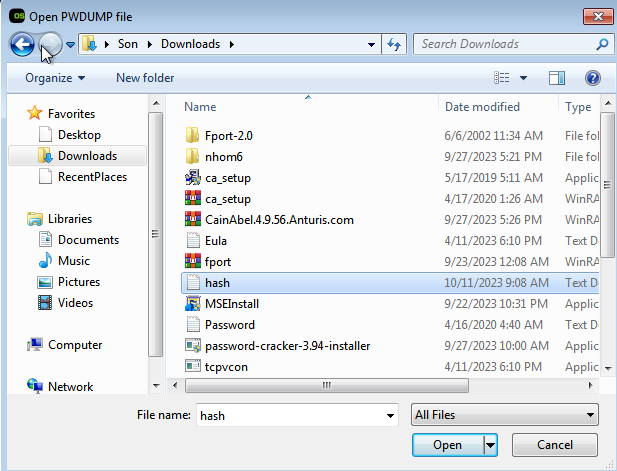 OS Open PWDUMP file
Son Downloads Search Downloads
Organize New folder
Name Date modified Type
Favorites
Desktop
Downloads
RecentPlaces
Libraries
Documents
Music
Pictures
Videos
Computer
Network
Fport-2.0 6/6/2002 11:34 AM File fol
nhom6 9/27/2023 5:21 PM File fol
ca_setup 5/17/2019 5:11 AM Applic
ca_setup 4/17/2020 1:26 AM WinRA
CainAbel.4.9.56.Anturis.com 9/27/2023 5:26 PM WinRA
Eula 4/11/2023 6:10 PM Text D
fport 9/23/2023 12:08 AM WinRA
hash 10/11/2023 9:08 AM Text D
MSEInstall 9/22/2023 10:31 PM Applic
Password 4/16/2020 4:40 AM Text D
password-cracker-3.94-installer 9/27/2023 10:00 AM Applic
tcpvcon 4/11/2023 6:10 PM Applic
File name: hash All Files
Open Cancel